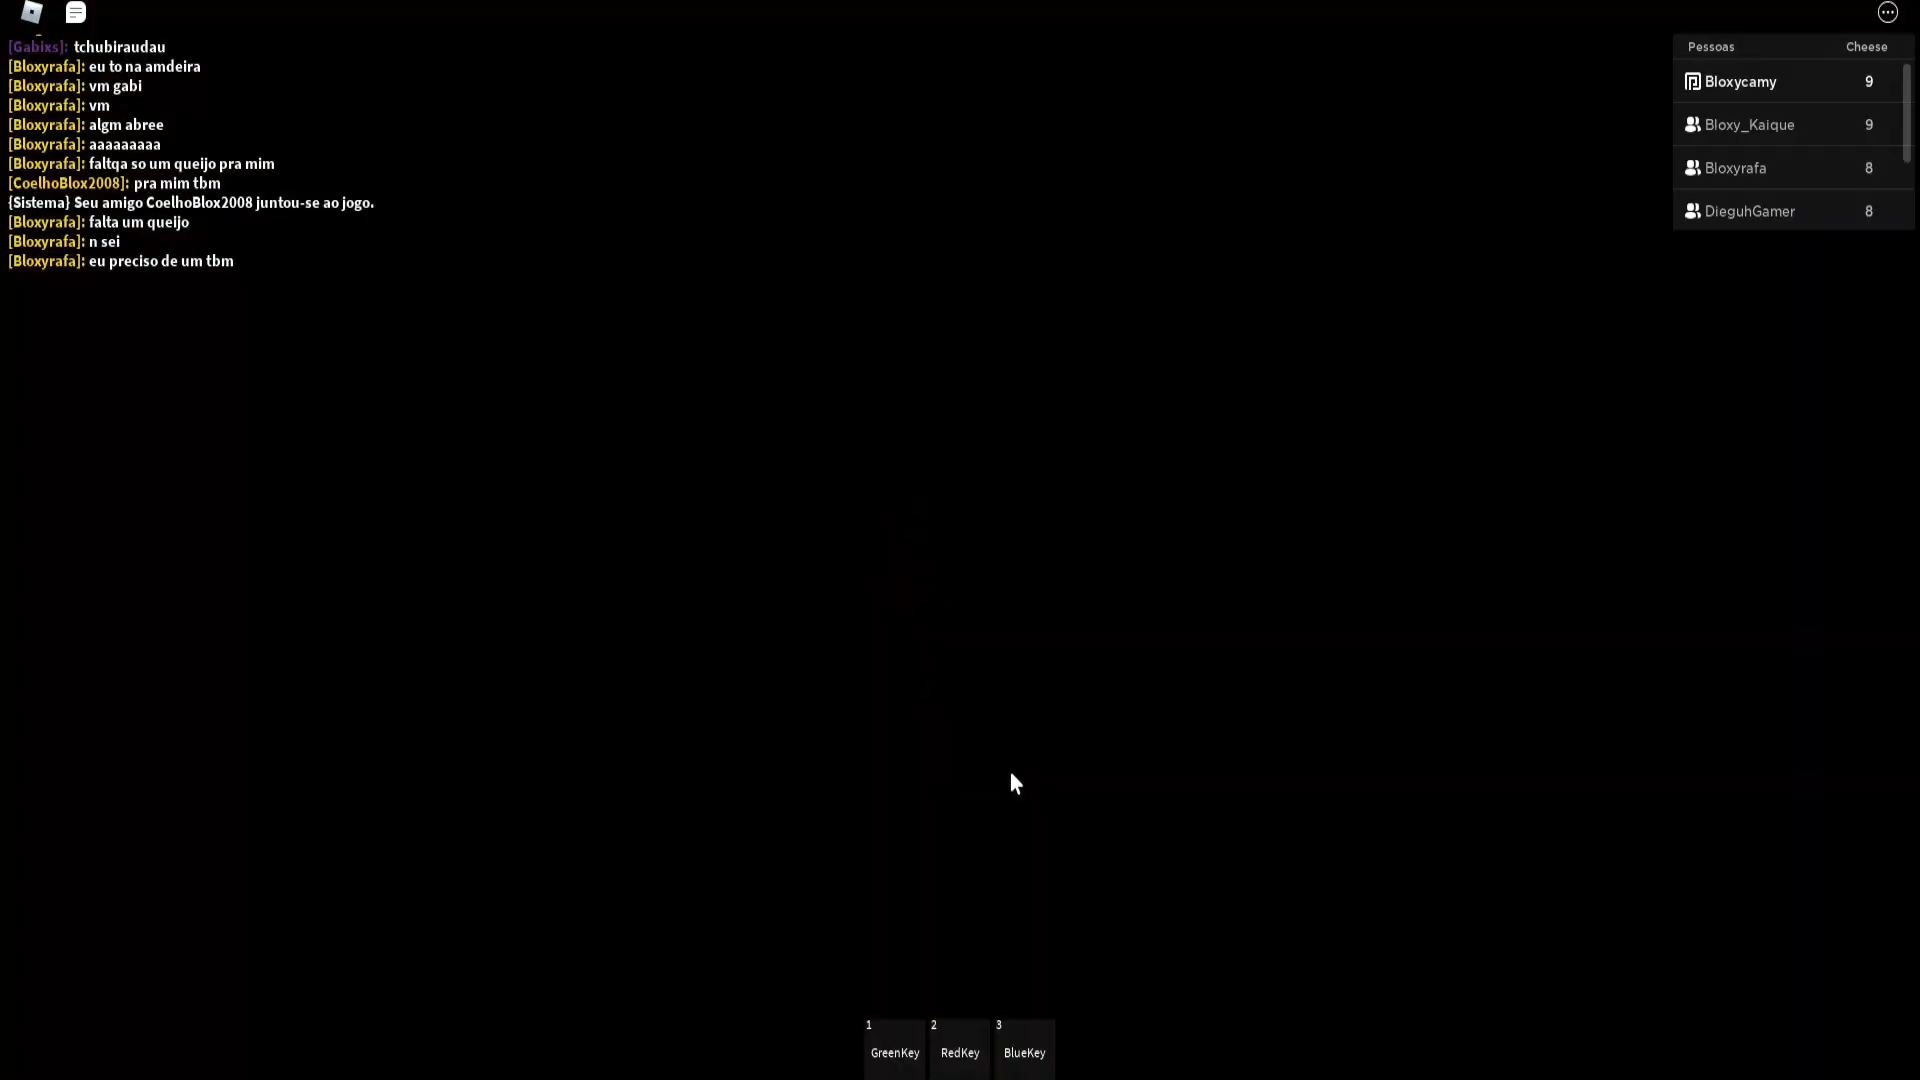 [Gabixs]: tchubiraudau
[Bloxyrafa]: eu to na amdeira
[Bloxyrafa]: vm gabi
[Bloxyrafa]: vm
[Bloxyrafa]: algm abree
[Bloxyrafa]: aaaaaaaaa
[Bloxyrafa]: faltqa so um queijo pra mim
[CoelhoBlox2008]: pra mim tbm
{Sistema} Seu amigo CoelhoBlox2008 juntou-se ao jogo.
[Bloxyrafa]: falta um queijo
[Bloxyrafa]: n sei
[Bloxyrafa]: eu preciso de um tbm
Pessoas Cheese
Bloxycamy 9
Bloxy_Kaique 9
Bloxyrafa 8
DieguhGamer 8
1 2 3
GreenKey RedKey BlueKey